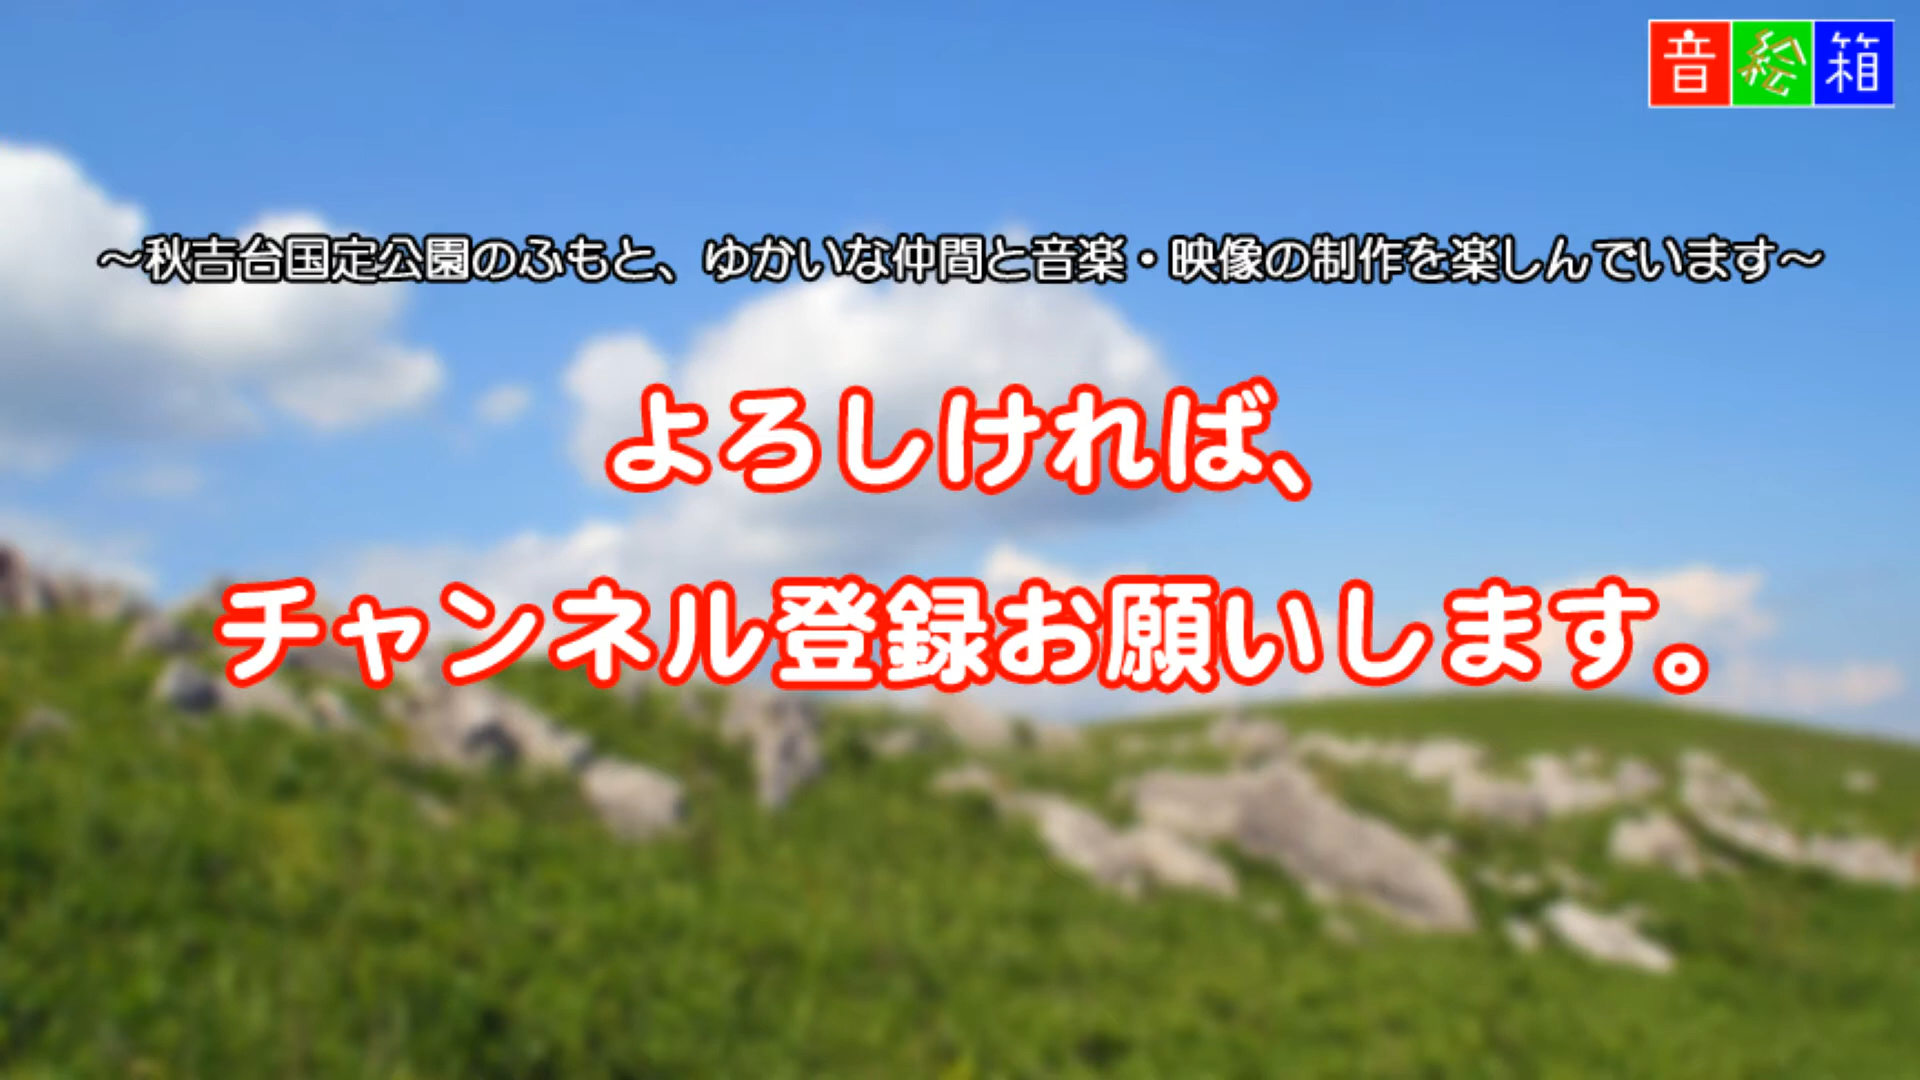 音絵箱
～秋吉台国定公園のふもと、ゆかいな仲間と音楽・映像の制作を楽しんでいます～
よろしければ、
チャンネル登録お願いします。